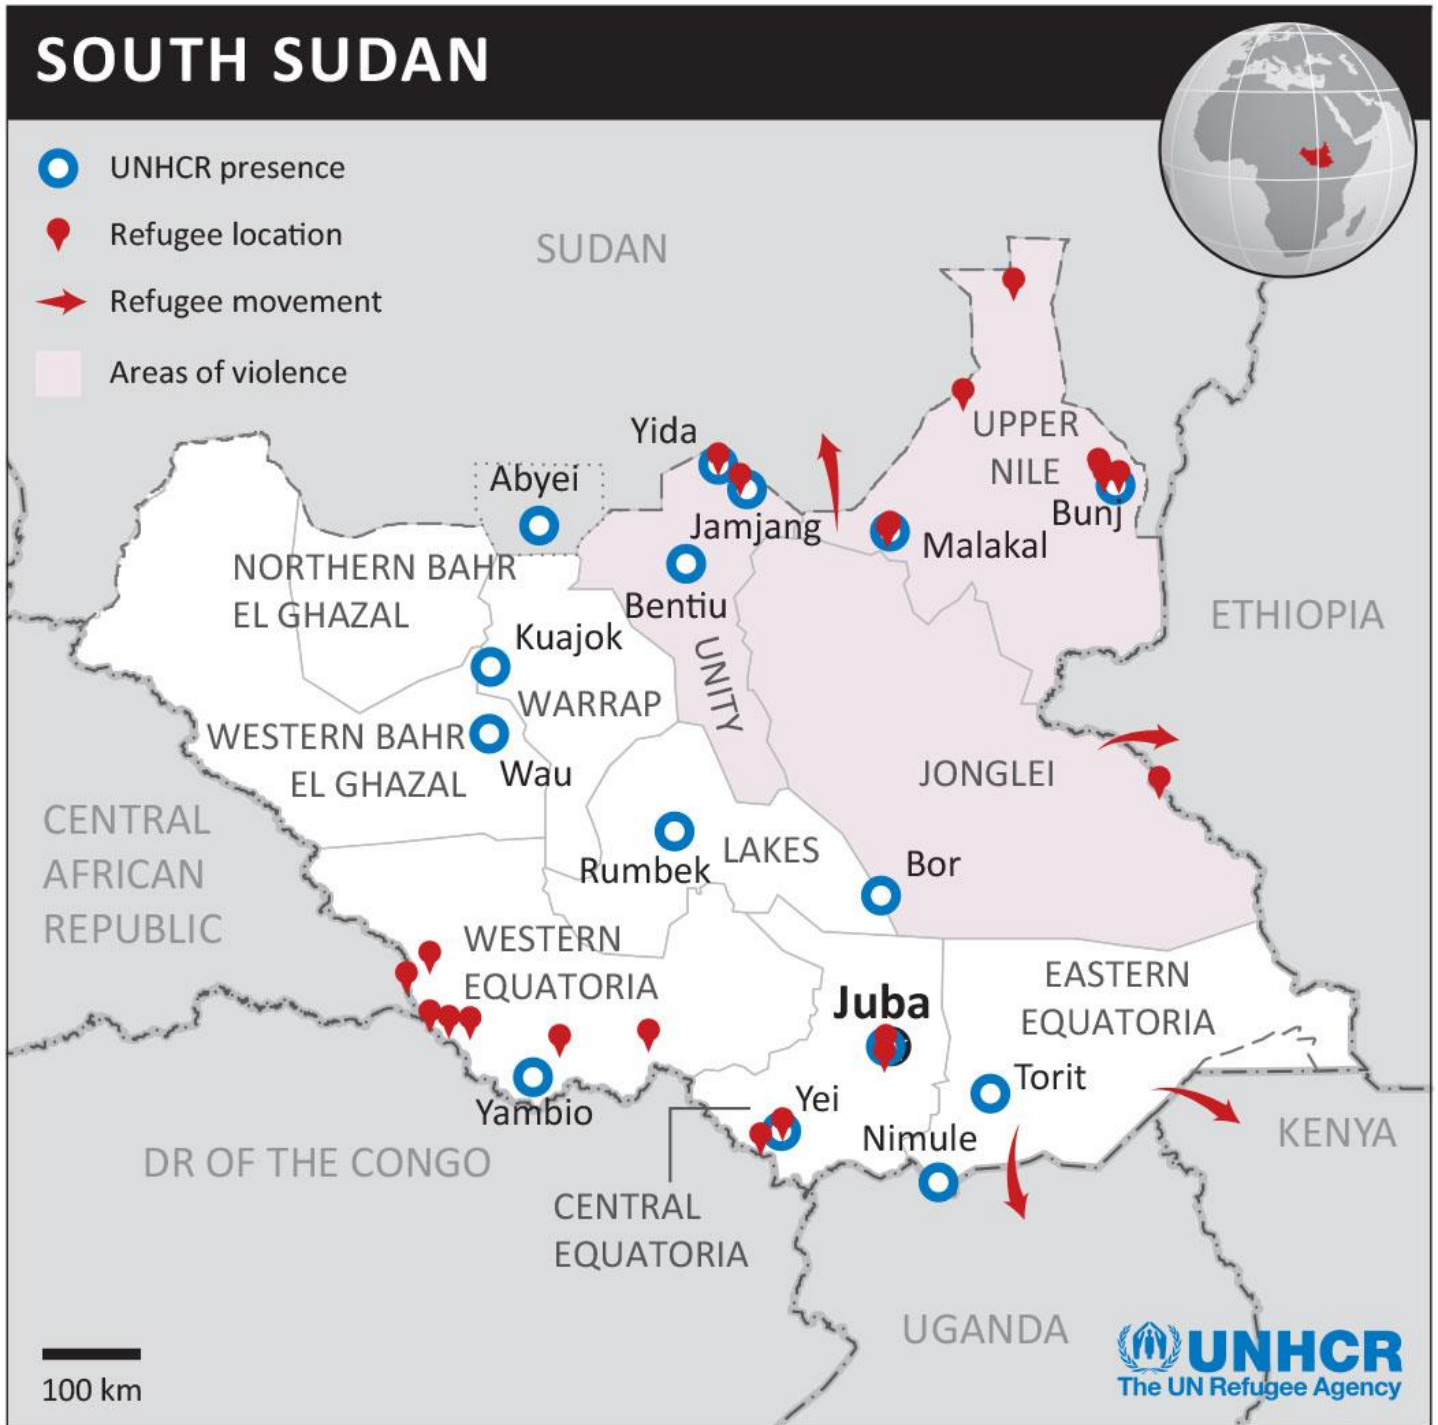 SOUTH SUDAN
UNHCR presence
Refugee location
Refugee movement
Areas of violence
SUDAN
Yida
Abyei
UPPER
NILE
Bunj
Jamjang
Malakal
NORTHERN BAHR
EL GHAZAL
Bentiu
ETHIOPIA
Kuajok
UNITY
WARRAP
WESTERN BAHR
EL GHAZAL
Wau
JONGLEI
CENTRAL
AFRICAN
REPUBLIC
Rumbek
LAKES
Bor
WESTERN
EQUATORIA
EASTERN
EQUATORIA
Juba
Torit
Yei
Yambio
Nimule
KENYA
DR OF THE CONGO
CENTRAL
EQUATORIA
UGANDA
UNHCR
The UN Refugee Agency
100 km